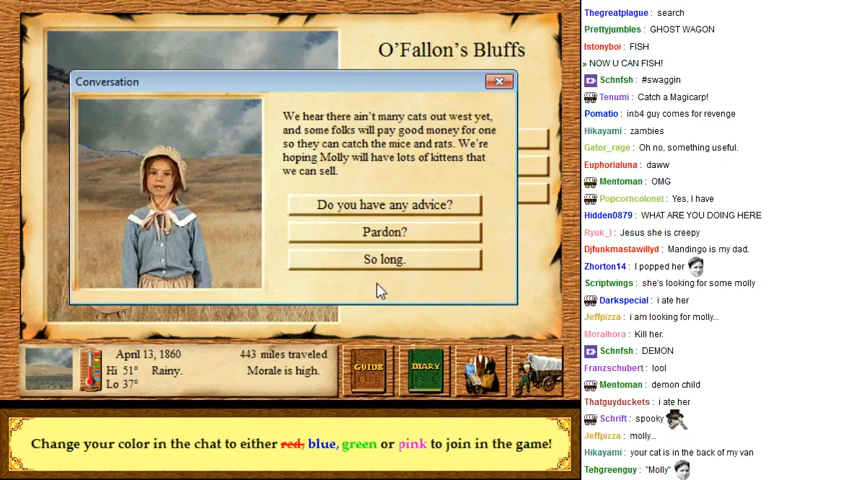 O'Fallon's Bluffs
Conversation
We hear there ain't many cats out west yet,
and some folks will pay good money for one
so they can catch the mice and rats. We're
hoping Molly will have lots of kittens that
we can sell.
Do you have any advice?
Pardon?
So long.
April 13, 1860
443 miles traveled
Hi 51°
Rainy.
Morale is high.
Lo 37°
GUIDE
DIARY
Change your color in the chat to either red, blue, green or pink to join in the game!
Thegreatplague : search
Prettyjumbles : GHOST WAGON
Istonyboi : FISH
» NOW U CAN FISH!
Schnfsh : #swaggin
Tenumi : Catch a Magicarp!
Pomatio : inb4 guy comes for revenge
Hikayami : zambies
Gator_rage : Oh no, something useful.
Euphorialuna : daww
Mentoman : OMG
Popcorncolonel : Yes, I have
Hidden0879 : WHAT ARE YOU DOING HERE
Ryuk_l : Jesus she is creepy
Djfunkmastawillyd : Mandingo is my dad.
Zhorton14 : I popped her
Scriptwings : she's looking for some molly
Darkspecial : i ate her
Jeffpizza : i am looking for molly...
Moralhora : Kill her.
Schnfsh : DEMON
Franzschubert : lool
Mentoman : demon child
Thatguyduckets : i ate her
Schrift : spooky
Jeffpizza : molly...
Hikayami : your cat is in the back of my van
Tehgreenguy : "Molly"